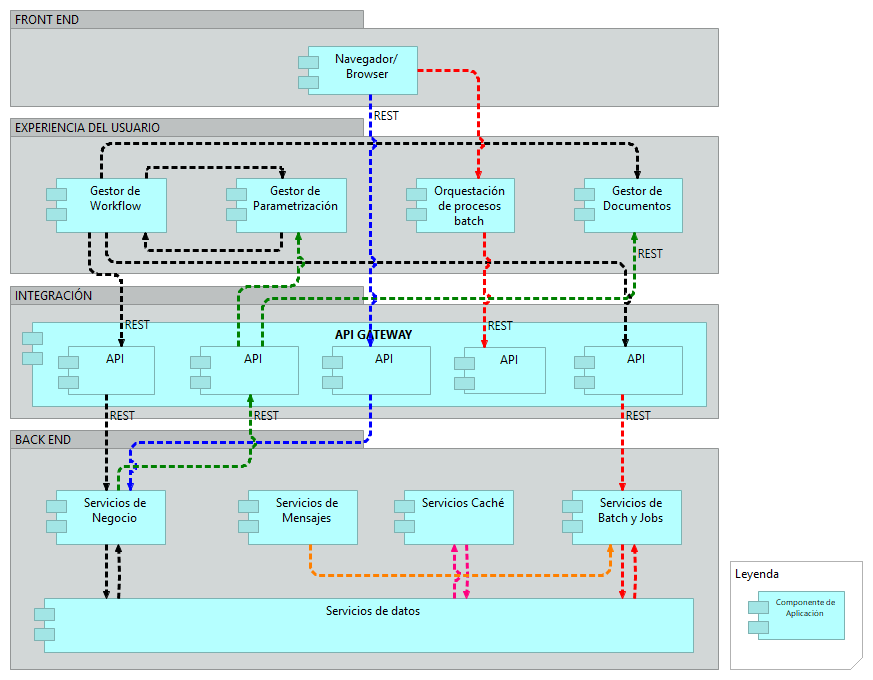 FRONT END
Navegador/
Browser
REST
EXPERIENCIA DEL USUARIO
Gestor de
Workflow
Gestor de
Parametrización
Orquestación
de procesos
batch
Gestor de
Documentos
REST
INTEGRACIÓN
REST
REST
API GATEWAY
API
API
API
API
API
REST
REST
REST
BACK END
Servicios de
Negocio
Servicios de
Mensajes
Servicios Caché
Servicios de
Batch y Jobs
Servicios de datos
Leyenda
Componente de
Aplicación